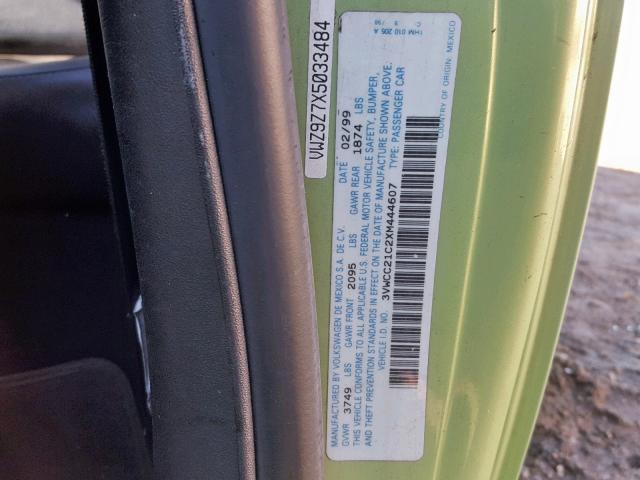 VWZ9Z7X5033484
MANUFACTURED BY VOLKSWAGEN DE MEXICO S.A. DE C.V. DATE 02/99
GVWR 3749 LBS GAWR FRONT 2095 LBS GAWR REAR 1874 LBS
THIS VEHICLE CONFORMS TO ALL APPLICABLE U.S. FEDERAL MOTOR VEHICLE SAFETY, BUMPER,
AND THEFT PREVENTION STANDARDS IN EFFECT ON THE DATE OF MANUFACTURE SHOWN ABOVE.
VEHICLE I.D. NO. 3VWCC21C2XM444607 TYPE: PASSENGER CAR
COUNTRY OF ORIGIN: MEXICO